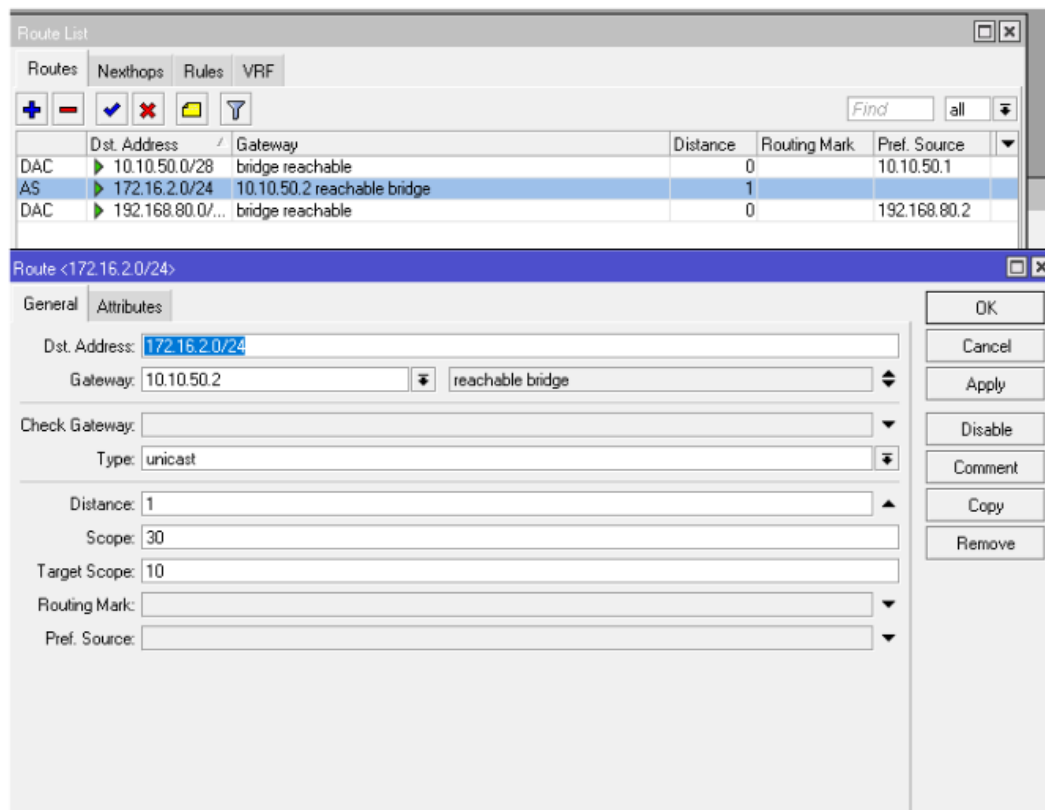 Route List
Routes Nexthops Rules VRF
Find all
Dst. Address / Gateway Distance Routing Mark Pref. Source
DAC 10.10.50.0/28 bridge reachable 0 10.10.50.1
AS 172.16.2.0/24 10.10.50.2 reachable bridge 1
DAC 192.168.80.0/... bridge reachable 0 192.168.80.2
Route <172.16.2.0/24>
General Attributes
OK
Dst. Address: 172.16.2.0/24
Cancel
Gateway: 10.10.50.2 reachable bridge
Apply
Check Gateway:
Disable
Type: unicast
Comment
Distance: 1
Copy
Scope: 30
Remove
Target Scope: 10
Routing Mark:
Pref. Source: